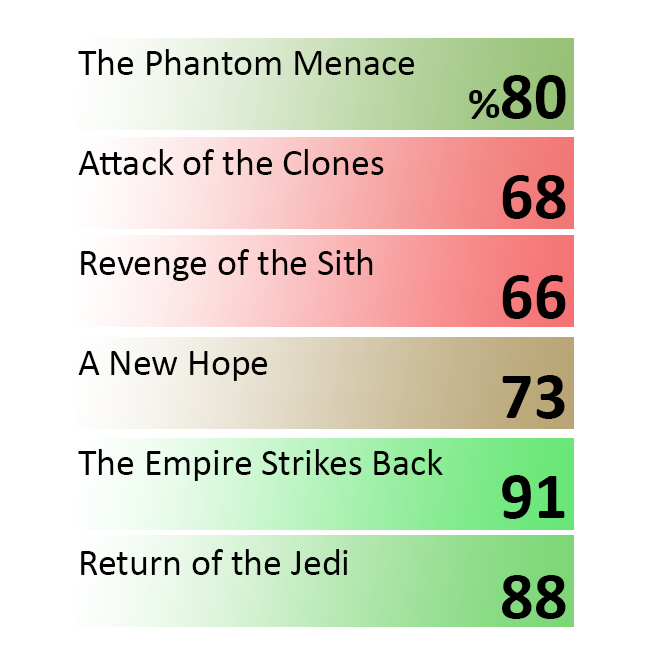 The Phantom Menace
%80
Attack of the Clones
68
Revenge of the Sith
66
A New Hope
73
The Empire Strikes Back
91
Return of the Jedi
88